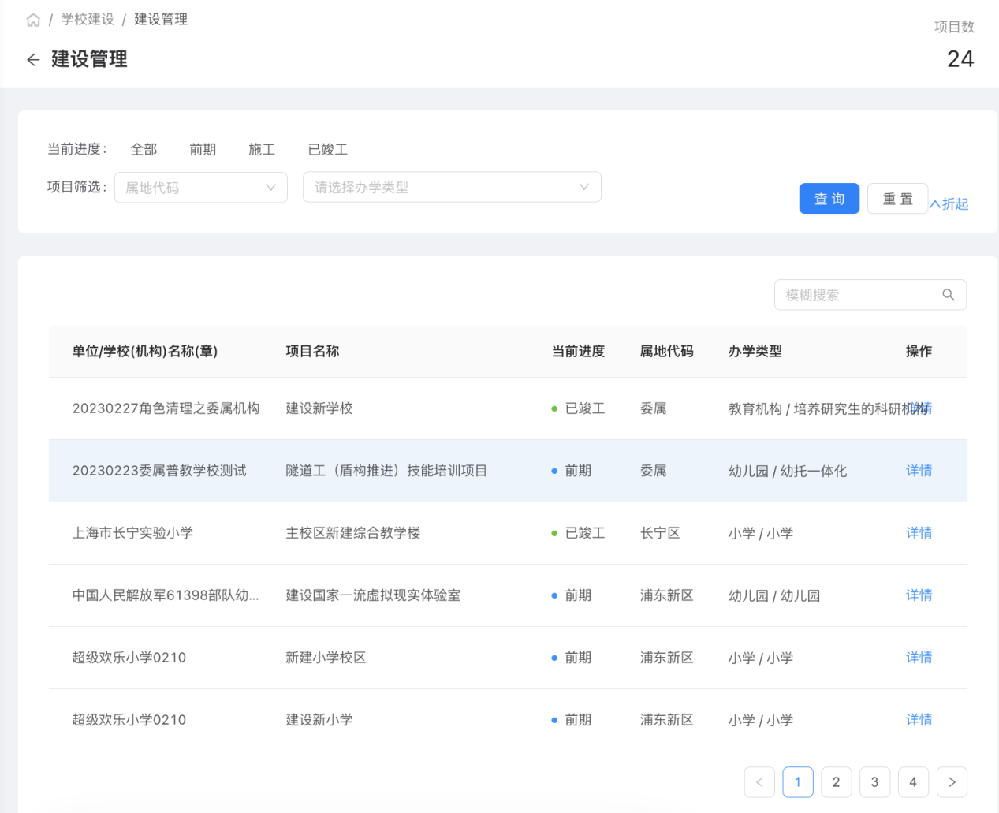 / 学校建设 / 建设管理
项目数
建设管理
24
当前进度: 全部 前期 施工 已竣工
项目筛选: 属地代码 请选择办学类型
查 询 重 置 折起
模糊搜索
单位/学校(机构)名称(章) 项目名称 当前进度 属地代码 办学类型 操作
20230227角色清理之委属机构 建设新学校 已竣工 委属 教育机构 / 培养研究生的科研机构 详情
20230223委属普教学校测试 隧道工（盾构推进）技能培训项目 前期 委属 幼儿园 / 幼托一体化 详情
上海市长宁实验小学 主校区新建综合教学楼 已竣工 长宁区 小学 / 小学 详情
中国人民解放军61398部队幼... 建设国家一流虚拟现实体验室 前期 浦东新区 幼儿园 / 幼儿园 详情
超级欢乐小学0210 新建小学校区 前期 浦东新区 小学 / 小学 详情
超级欢乐小学0210 建设新小学 前期 浦东新区 小学 / 小学 详情
< 1 2 3 4 >